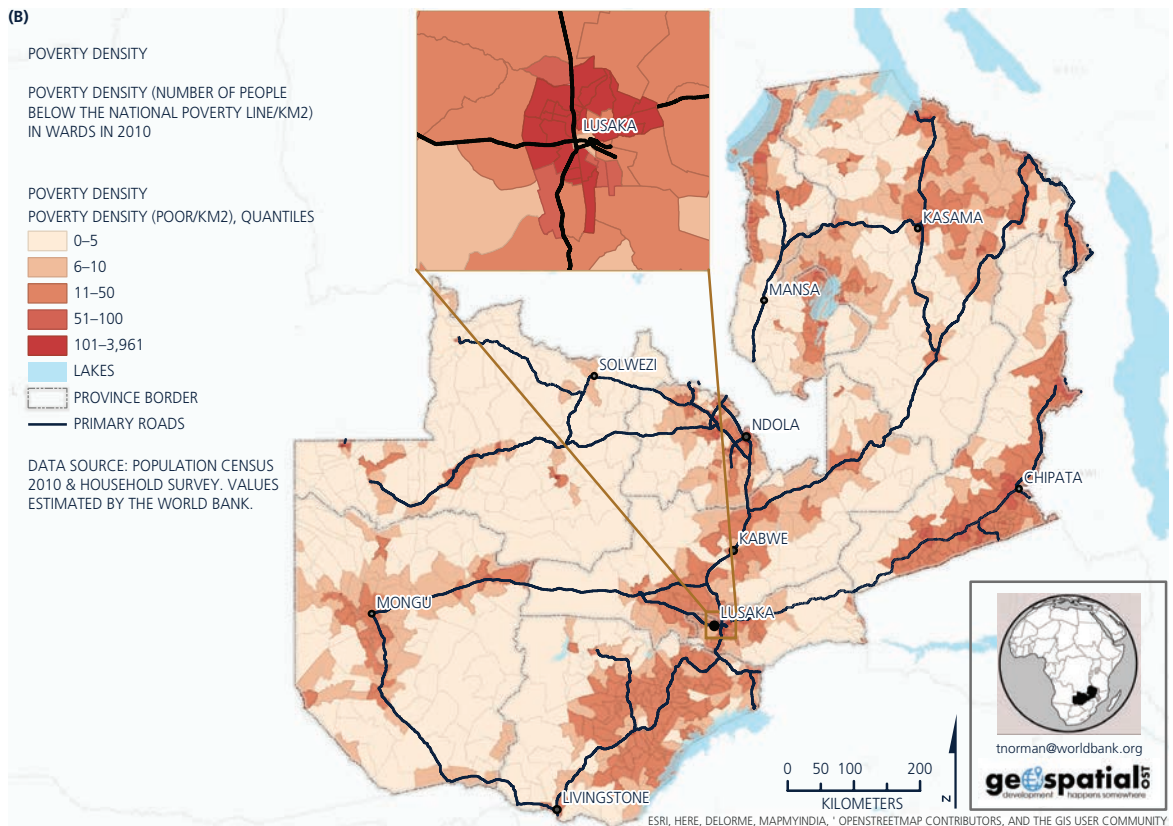 (B)
POVERTY DENSITY
POVERTY DENSITY (NUMBER OF PEOPLE
BELOW THE NATIONAL POVERTY LINE/KM2)
IN WARDS IN 2010
POVERTY DENSITY
POVERTY DENSITY (POOR/KM2), QUANTILES
0–5
6–10
11–50
51–100
101–3,961
LAKES
PROVINCE BORDER
PRIMARY ROADS
DATA SOURCE: POPULATION CENSUS
2010 & HOUSEHOLD SURVEY. VALUES
ESTIMATED BY THE WORLD BANK.
LUSAKA
KASAMA
MANSA
SOLWEZI
NDOLA
CHIPATA
KABWE
MONGU
LUSAKA
LIVINGSTONE
0 50 100 200
KILOMETERS
N
tnorman@worldbank.org
geospatial OST
development happens somewhere
ESRI, HERE, DELORME, MAPMYINDIA, ' OPENSTREETMAP CONTRIBUTORS, AND THE GIS USER COMMUNITY